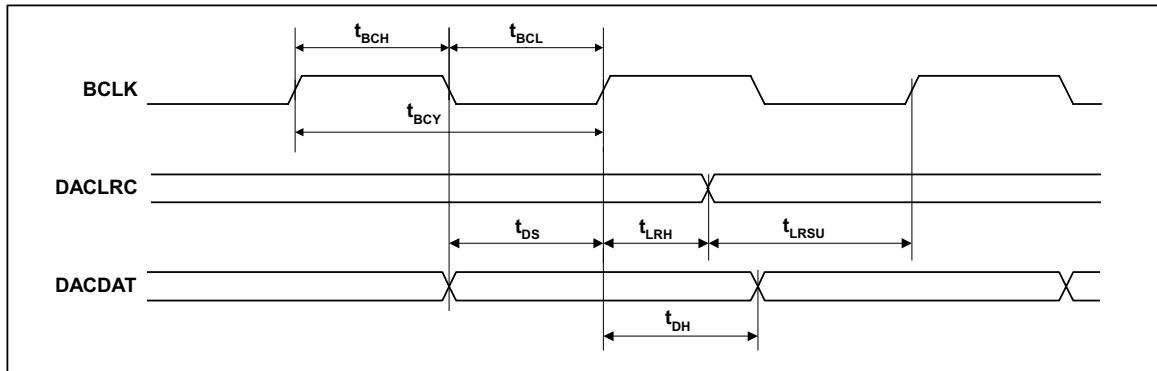 tBCH tBCL
BCLK
tBCY
DACLRC
tDS tLRH tLRSU
DACDAT
tDH